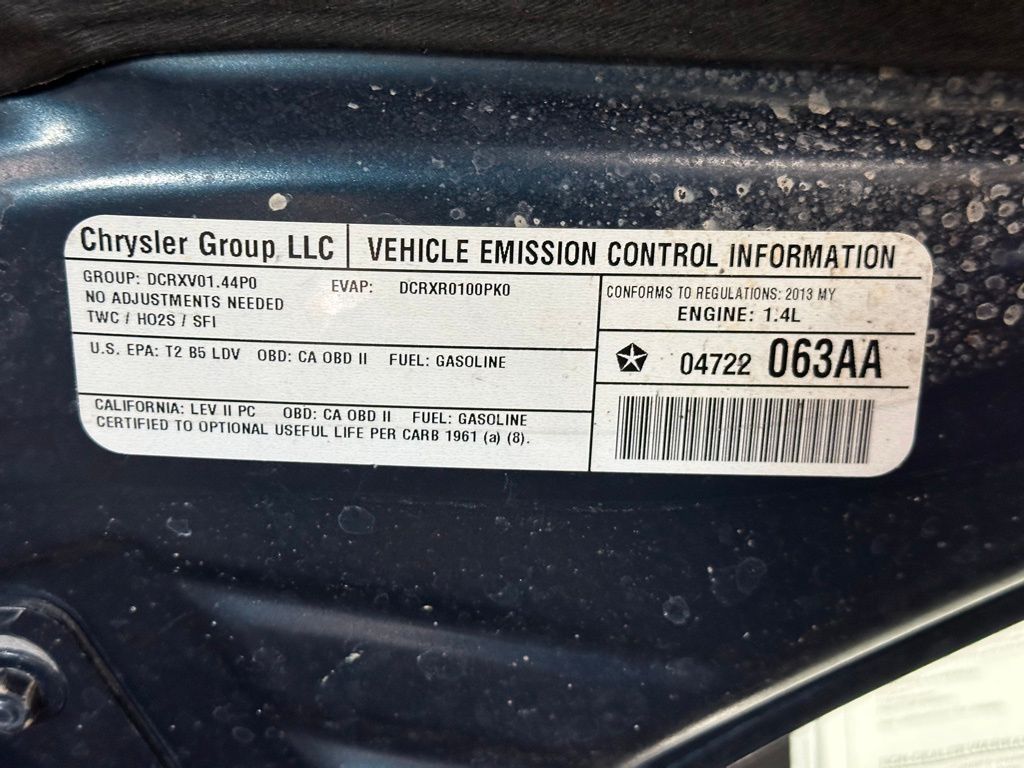 Chrysler Group LLC
VEHICLE EMISSION CONTROL INFORMATION
GROUP: DCRXV01.44P0 EVAP: DCRXR0100PK0
NO ADJUSTMENTS NEEDED
TWC / HO2S / SFI
CONFORMS TO REGULATIONS: 2013 MY
ENGINE: 1.4L
U.S. EPA: T2 B5 LDV OBD: CA OBD II FUEL: GASOLINE
04722 063AA
CALIFORNIA: LEV II PC OBD: CA OBD II FUEL: GASOLINE
CERTIFIED TO OPTIONAL USEFUL LIFE PER CARB 1961 (a) (8).